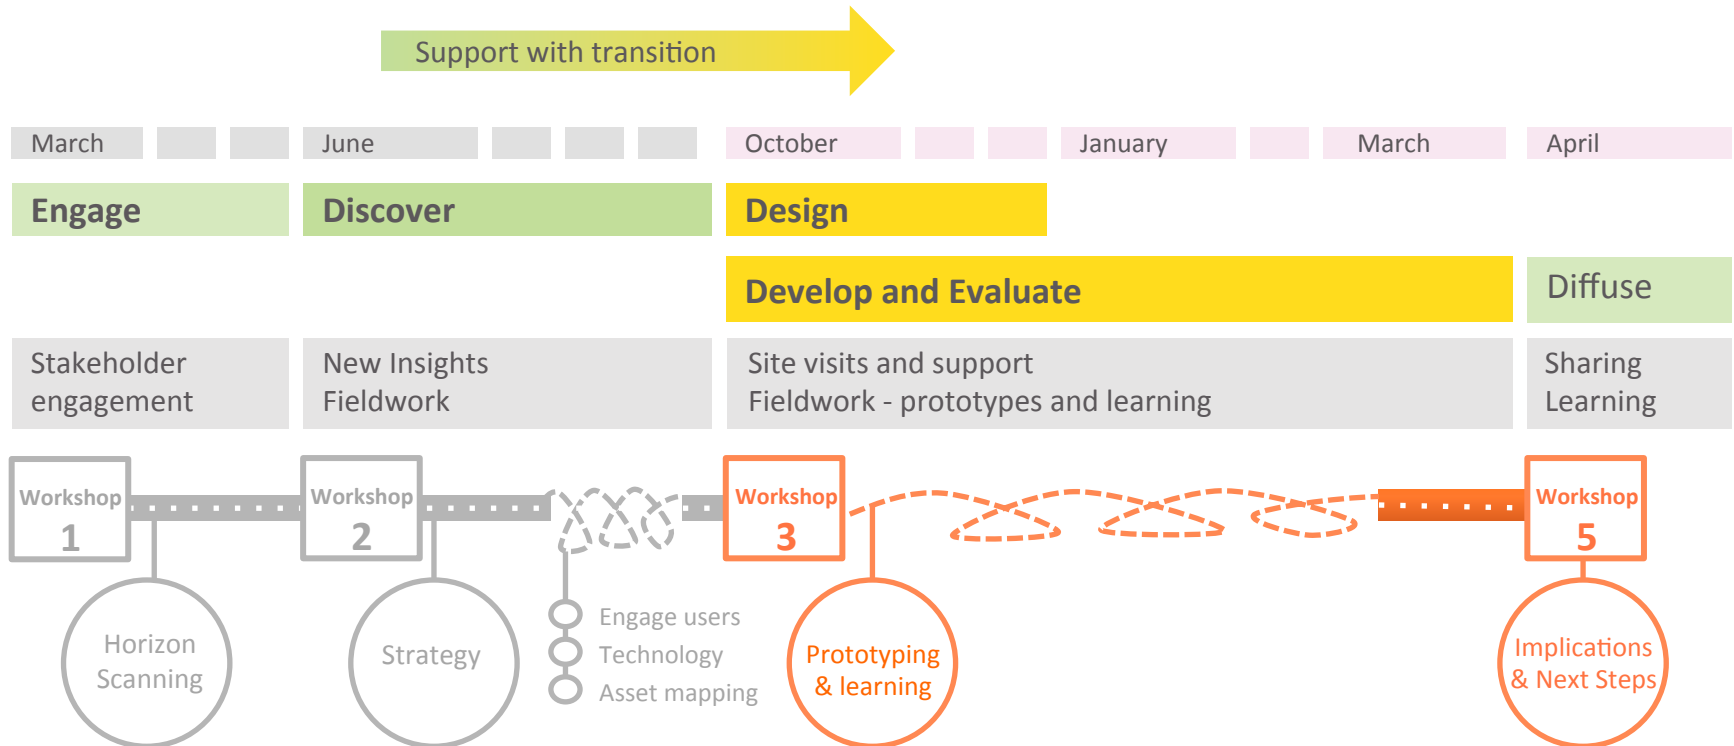 Support with transition
March
June
October
January
March
April
Engage
Discover
Design
Develop and Evaluate
Diffuse
Stakeholder
engagement
New Insights
Fieldwork
Site visits and support
Fieldwork - prototypes and learning
Sharing
Learning
Workshop
1
Workshop
2
Workshop
3
Workshop
5
Horizon
Scanning
Strategy
Engage users
Technology
Asset mapping
Prototyping
& learning
Implications
& Next Steps